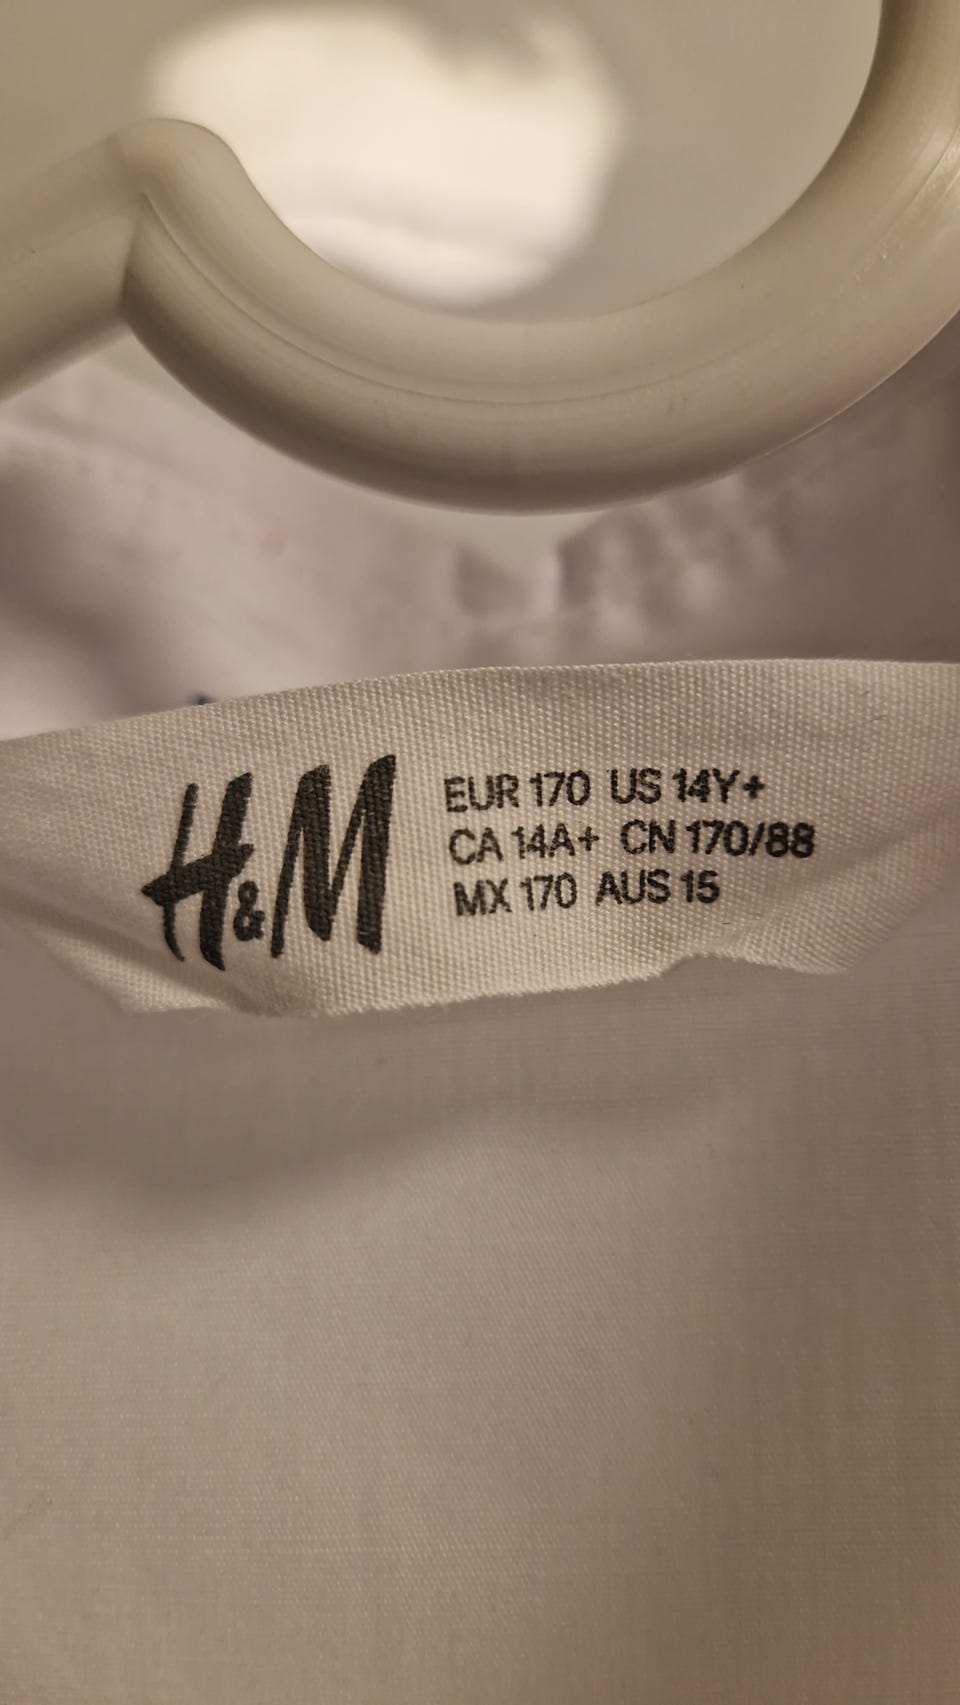 H&M
EUR 170 US 14Y+
CA 14A+ CN 170/88
MX 170 AUS 15